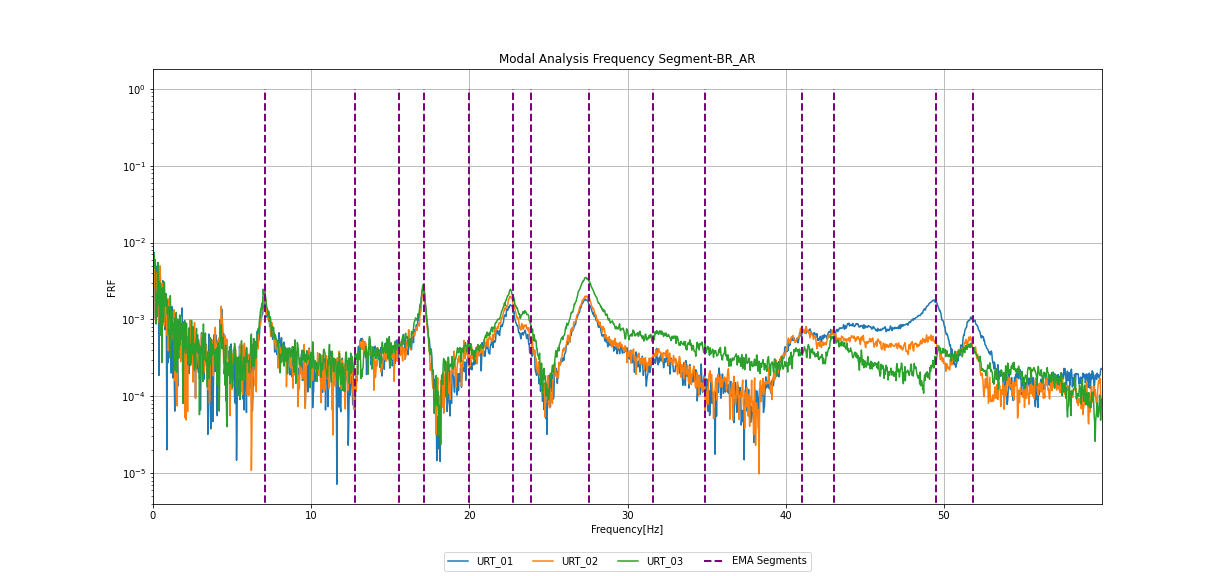 Modal Analysis Frequency Segment-BR_AR
FRF
10⁰
10⁻¹
10⁻²
10⁻³
10⁻⁴
10⁻⁵
0 10 20 30 40 50
Frequency[Hz]
URT_01 URT_02 URT_03 EMA Segments